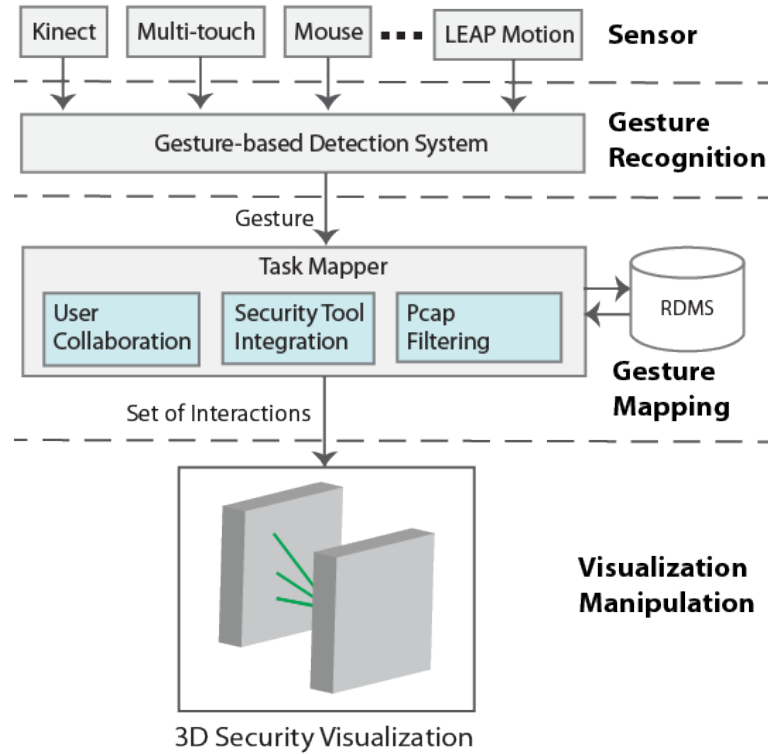 Kinect
Multi-touch
Mouse
LEAP Motion
Sensor
Gesture-based Detection System
Gesture
Recognition
Gesture
Task Mapper
User
Collaboration
Security Tool
Integration
Pcap
Filtering
RDMS
Gesture
Mapping
Set of Interactions
Visualization
Manipulation
3D Security Visualization